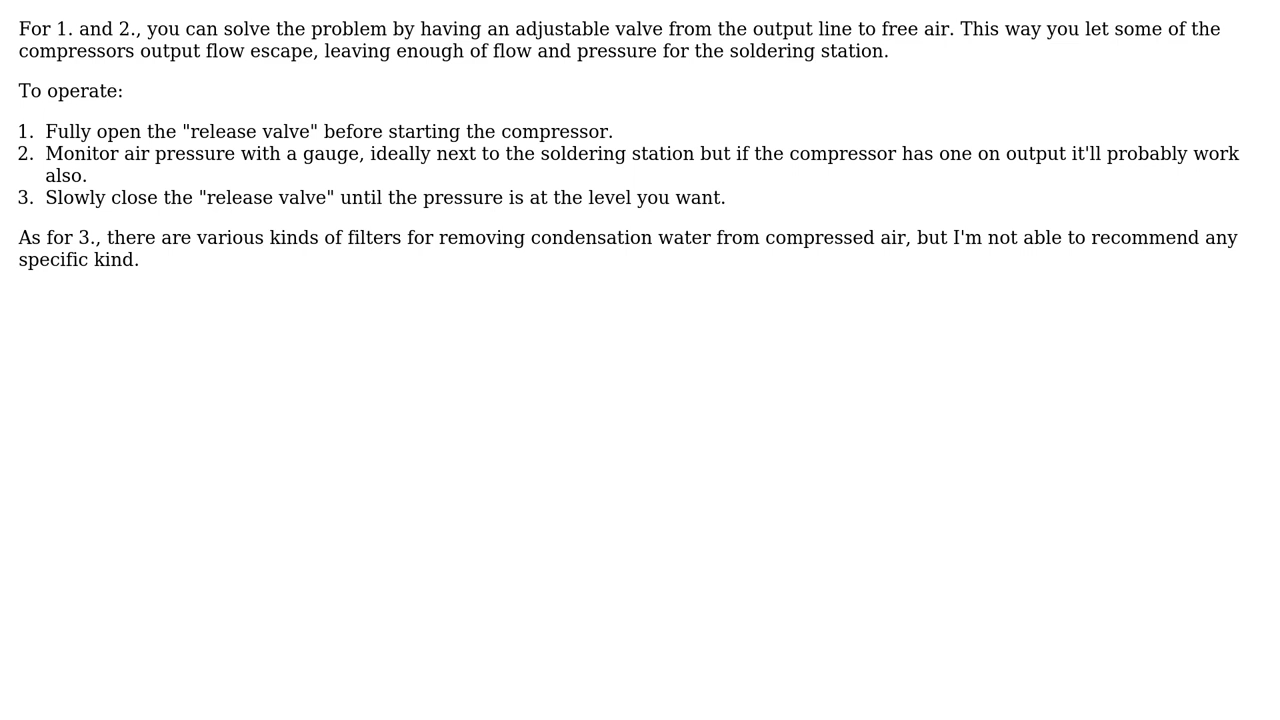 For 1. and 2., you can solve the problem by having an adjustable valve from the output line to free air. This way you let some of the
compressors output flow escape, leaving enough of flow and pressure for the soldering station.
To operate:
1. Fully open the "release valve" before starting the compressor.
2. Monitor air pressure with a gauge, ideally next to the soldering station but if the compressor has one on output it'll probably work
also.
3. Slowly close the "release valve" until the pressure is at the level you want.
As for 3., there are various kinds of filters for removing condensation water from compressed air, but I'm not able to recommend any
specific kind.